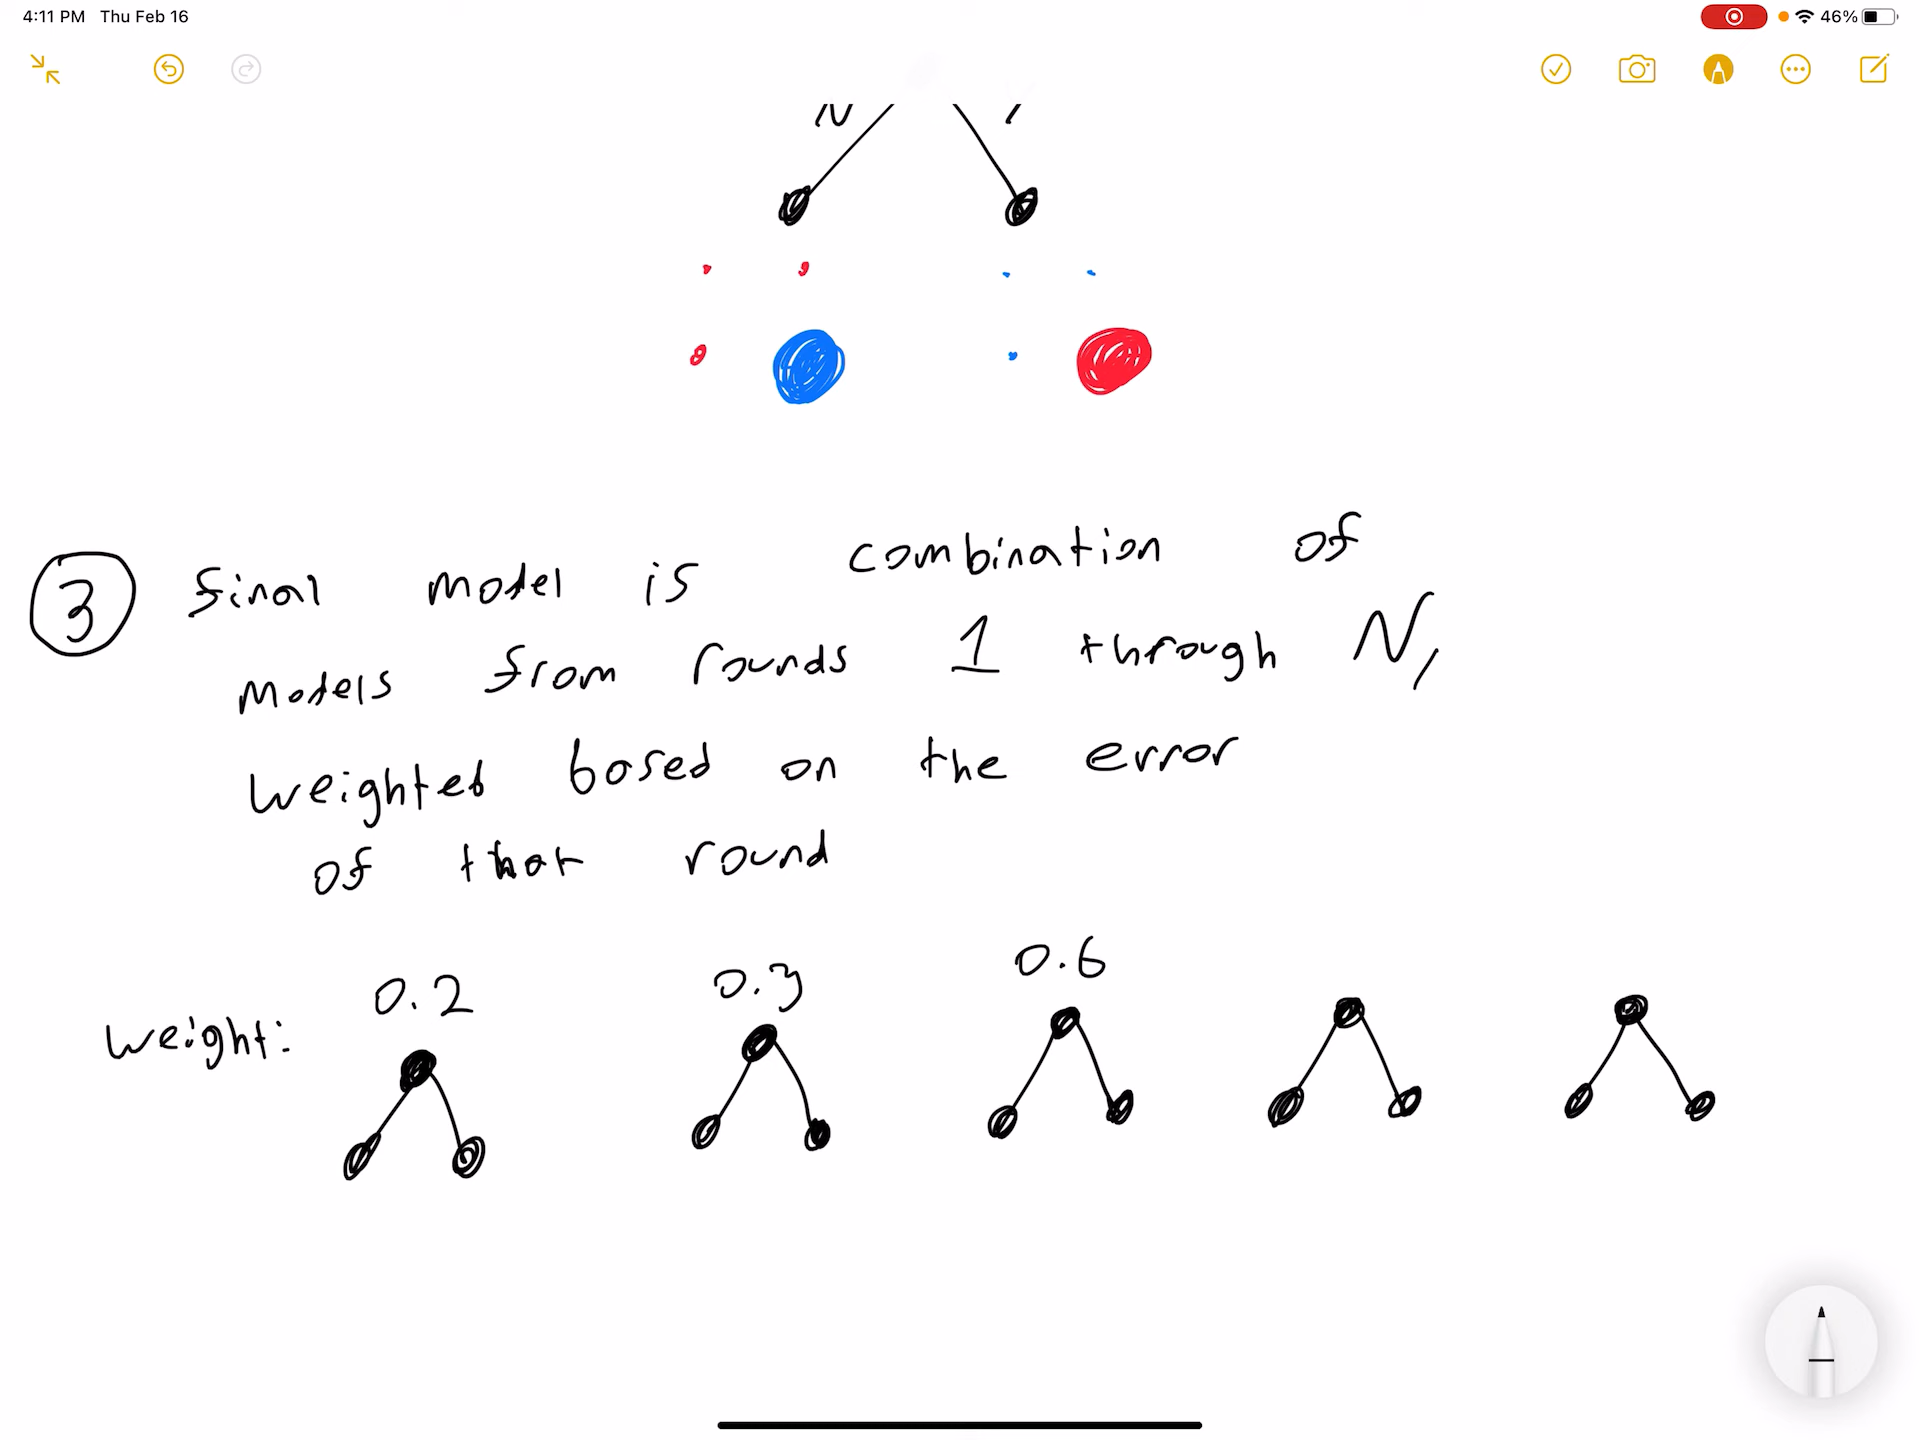 4:11 PM Thu Feb 16
46%
N
3 final model is combination of
models from rounds 1 through N,
weighted based on the error
of that round
0.2 0.3 0.6
weight: